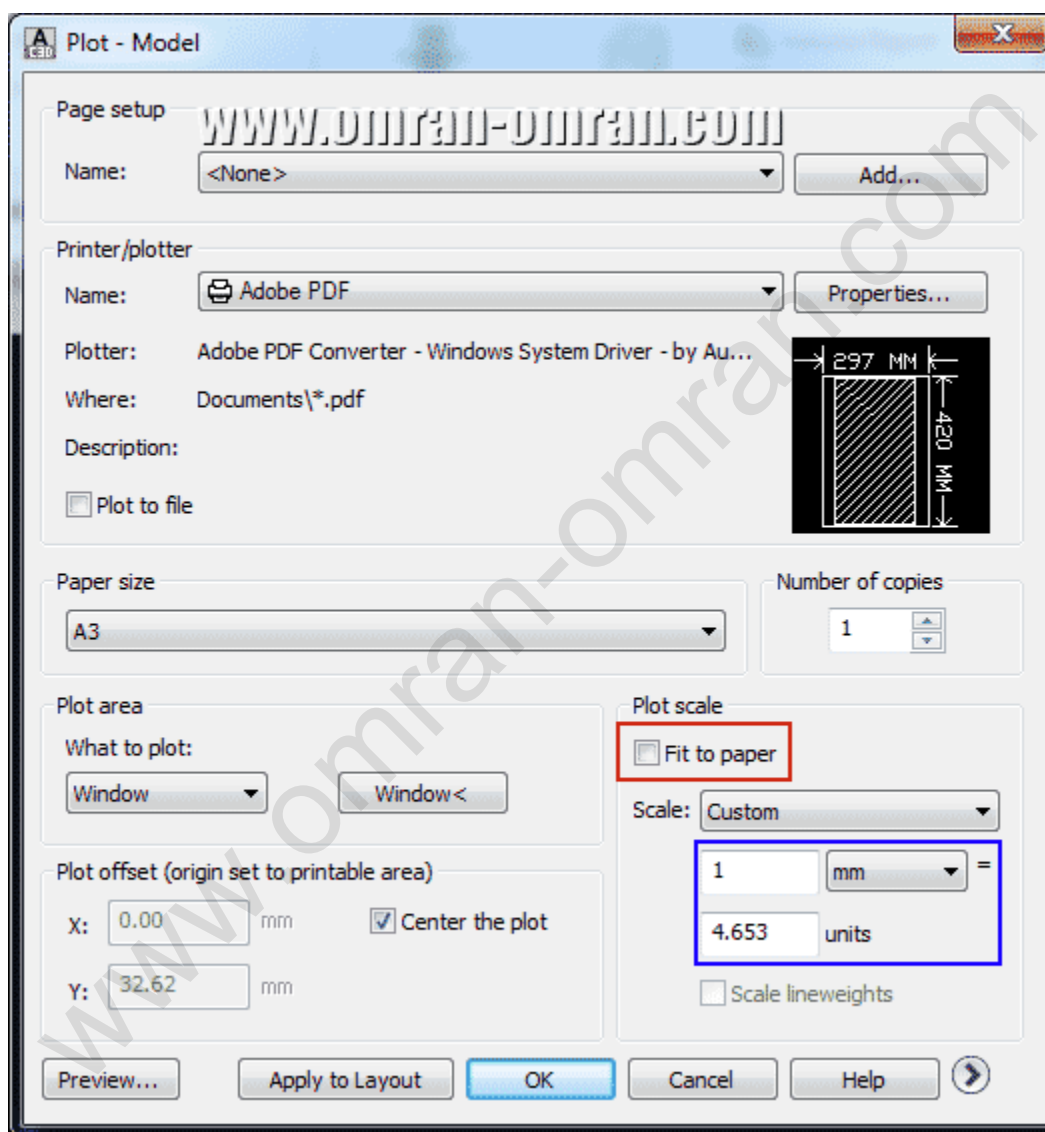 Plot - Model
Page setup
www.omran-omran.com
Name: <None> Add...
Printer/plotter
Name: Adobe PDF Properties...
Plotter: Adobe PDF Converter - Windows System Driver - by Au...
Where: Documents\*.pdf
Description:
Plot to file
297 MM
420 MM
Paper size
A3
Number of copies
1
Plot area
What to plot:
Window Window<
Plot scale
Fit to paper
Scale: Custom
1 mm =
4.653 units
Scale lineweights
Plot offset (origin set to printable area)
X: 0.00 mm Center the plot
Y: 32.62 mm
Preview... Apply to Layout OK Cancel Help
www.omran-omran.com